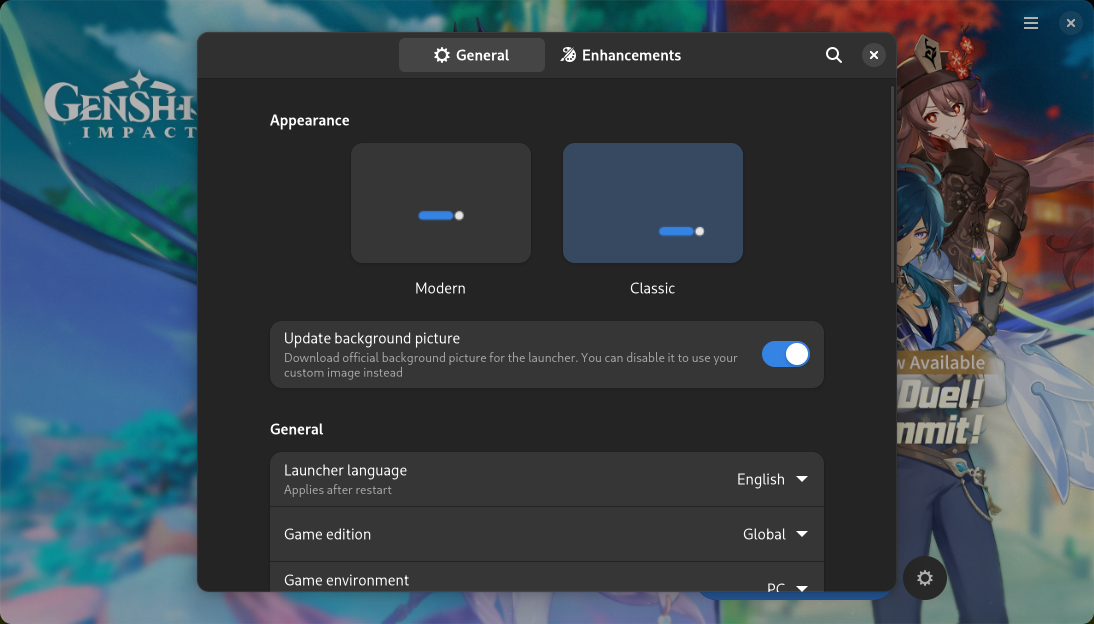 General
Enhancements
GENSHI
IMPACT
Appearance
Modern
Classic
Update background picture
Download official background picture for the launcher. You can disable it to use your
custom image instead
General
Launcher language
Applies after restart
English
Game edition
Global
Game environment
PC
w Available
Duel!
mmit!